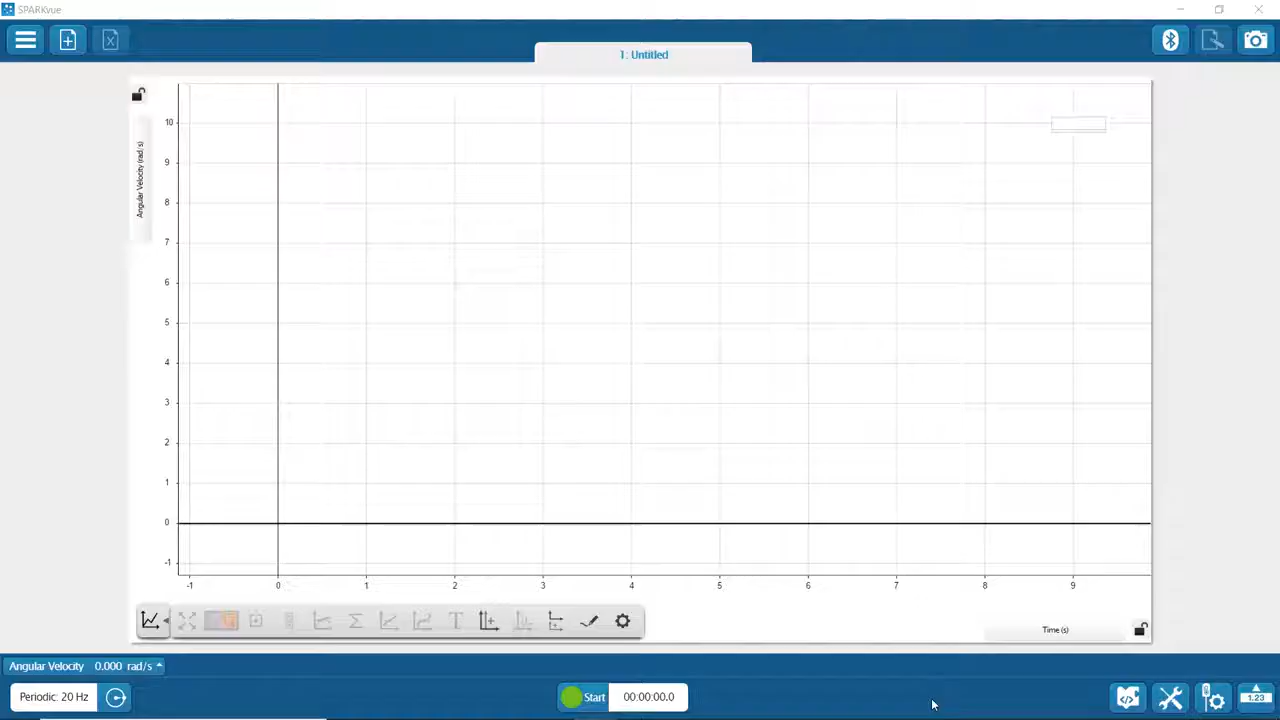 SPARKvue
1: Untitled
Angular Velocity (rad/s)
10
9
8
7
6
5
4
3
2
1
0
-1
-1 0 1 2 3 4 5 6 7 8 9
Time (s)
Angular Velocity 0.000 rad/s
Periodic: 20 Hz
Start 00:00:00.0
1.23